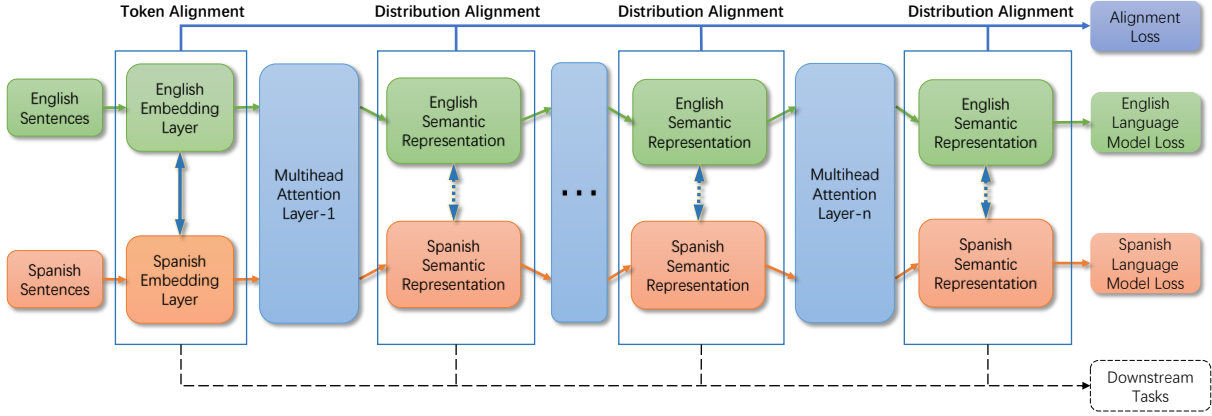 Token Alignment
Distribution Alignment
Distribution Alignment
Distribution Alignment
Alignment
Loss
English
Sentences
English
Embedding
Layer
Multihead
Attention
Layer-1
English
Semantic
Representation
...
English
Semantic
Representation
Multihead
Attention
Layer-n
English
Semantic
Representation
English
Language
Model Loss
Spanish
Sentences
Spanish
Embedding
Layer
Spanish
Semantic
Representation
Spanish
Semantic
Representation
Spanish
Semantic
Representation
Spanish
Language
Model Loss
Downstream
Tasks